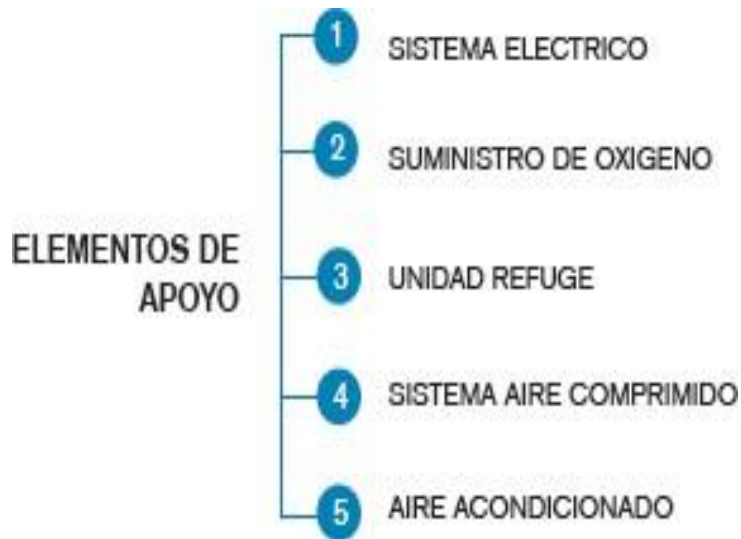 ELEMENTOS DE
APOYO
1 SISTEMA ELECTRICO
2 SUMINISTRO DE OXIGENO
3 UNIDAD REFUGE
4 SISTEMA AIRE COMPRIMIDO
5 AIRE ACONDICIONADO